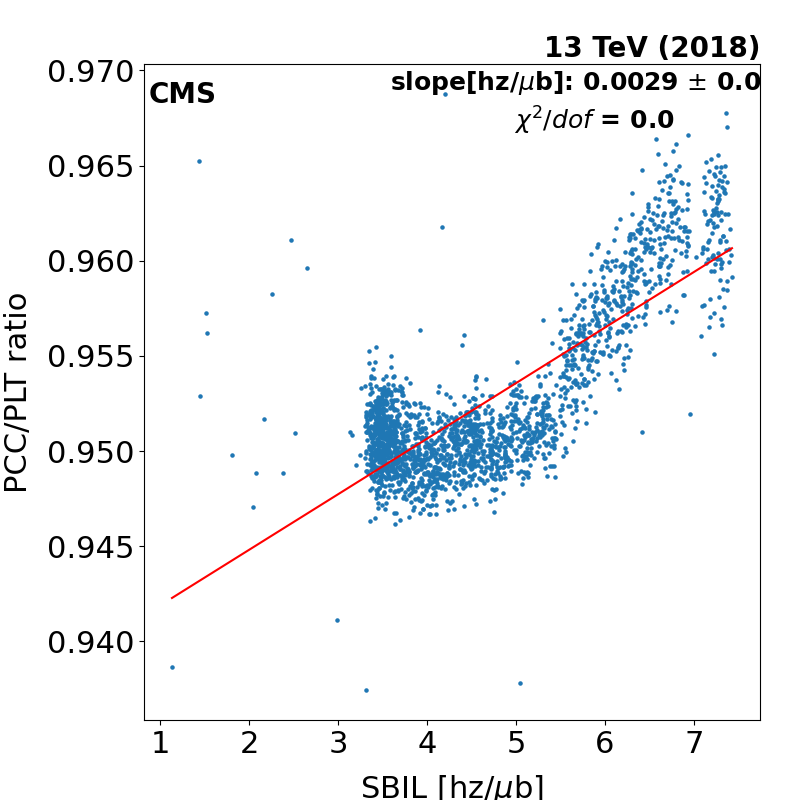 13 TeV (2018)
CMS
slope[hz/μb]: 0.0029 ± 0.0
χ²/dof = 0.0
PCC/PLT ratio
0.970
0.965
0.960
0.955
0.950
0.945
0.940
1 2 3 4 5 6 7
SBIL [hz/μb]